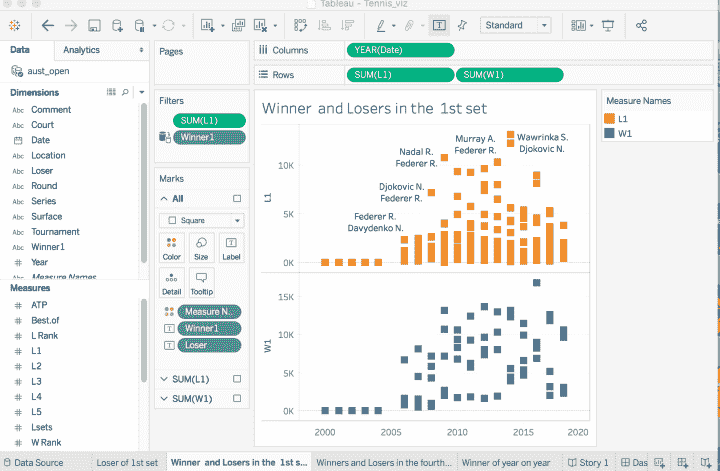 Tableau - Tennis_viz
Standard
Data
Analytics
aust_open
Dimensions
Abc Comment
Abc Court
Date
Abc Location
Abc Loser
Abc Round
Abc Series
Abc Surface
Abc Tournament
Abc Winner1
# Year
Abc Measure Names
Measures
# ATP
# Best.of
# L Rank
# L1
# L2
# L3
# L4
# L5
# Lsets
# W Rank
Pages
Filters
SUM(L1)
Winner1
Marks
All
Square
Color
Size
Label
Detail
Tooltip
Measure N..
Winner1
Loser
SUM(L1)
SUM(W1)
Columns
YEAR(Date)
Rows
SUM(L1)
SUM(W1)
Winner and Losers in the 1st set
L1
10K
5K
0K
Nadal R.
Federer R.
Murray A.
Federer R.
Wawrinka S.
Djokovic N.
Djokovic N.
Federer R.
Federer R.
Davydenko N.
W1
15K
10K
5K
0K
2000
2005
2010
2015
2020
Measure Names
L1
W1
Data Source
Loser of 1st set
Winner and Losers in the 1st s...
Winners and Losers in the fourth...
Winner of year on year
Story 1
Das